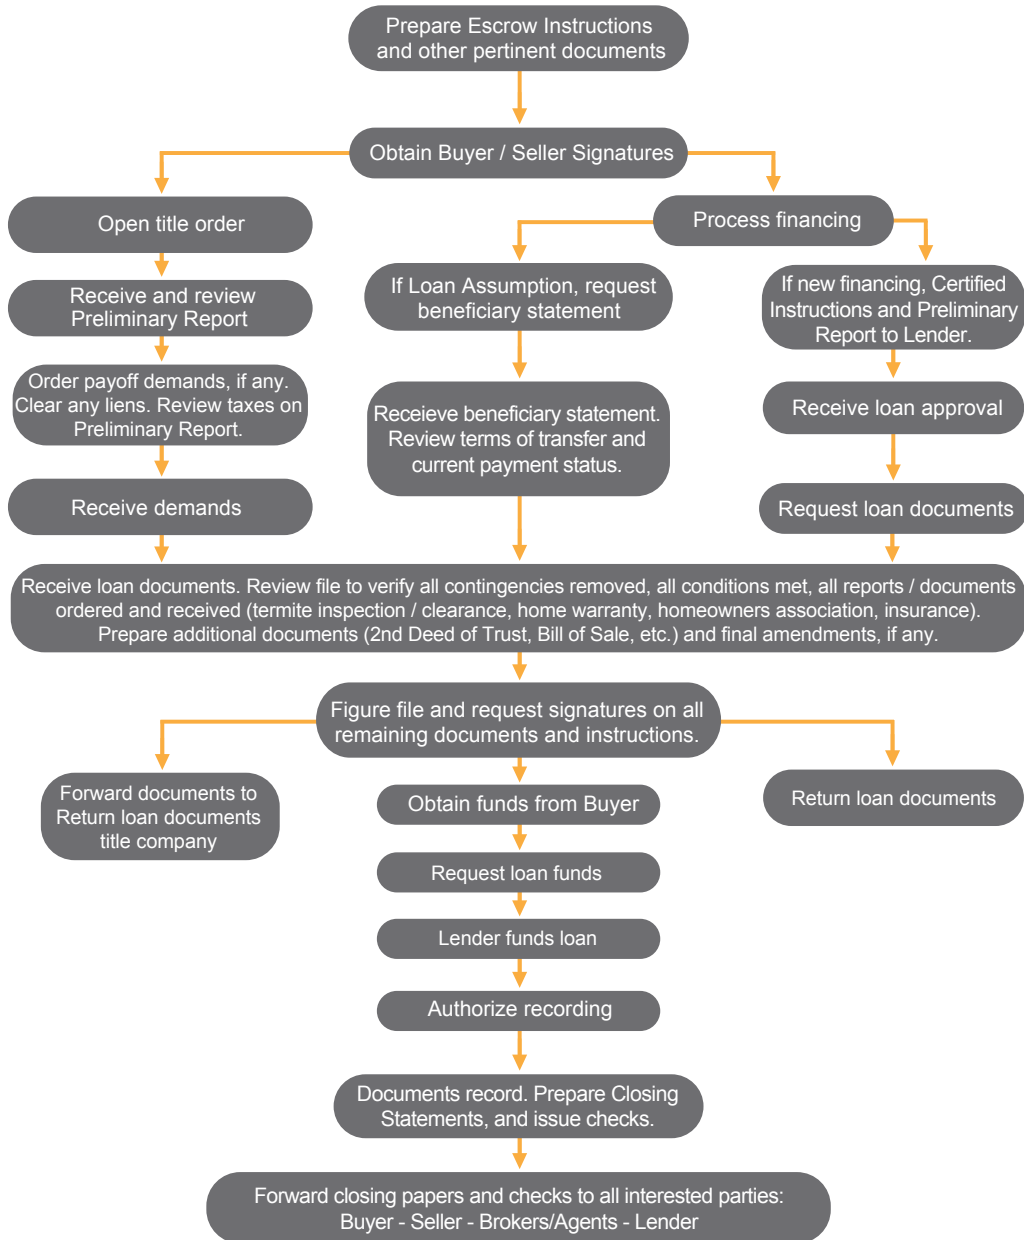 Prepare Escrow Instructions
and other pertinent documents
Obtain Buyer / Seller Signatures
Open title order
Process financing
Receive and review
Preliminary Report
If Loan Assumption, request
beneficiary statement
If new financing, Certified
Instructions and Preliminary
Report to Lender.
Order payoff demands, if any.
Clear any liens. Review taxes on
Preliminary Report.
Receieve beneficiary statement.
Review terms of transfer and
current payment status.
Receive loan approval
Receive demands
Request loan documents
Receive loan documents. Review file to verify all contingencies removed, all conditions met, all reports / documents
ordered and received (termite inspection / clearance, home warranty, homeowners association, insurance).
Prepare additional documents (2nd Deed of Trust, Bill of Sale, etc.) and final amendments, if any.
Figure file and request signatures on all
remaining documents and instructions.
Forward documents to
Return loan documents
title company
Obtain funds from Buyer
Return loan documents
Request loan funds
Lender funds loan
Authorize recording
Documents record. Prepare Closing
Statements, and issue checks.
Forward closing papers and checks to all interested parties:
Buyer - Seller - Brokers/Agents - Lender